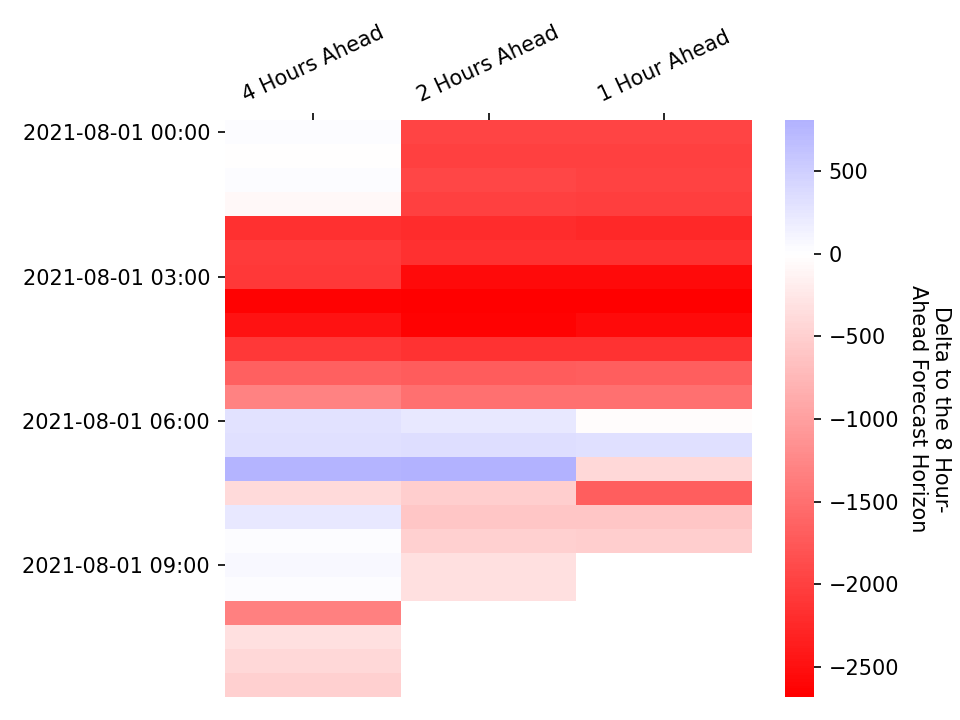 4 Hours Ahead
2 Hours Ahead
1 Hour Ahead
2021-08-01 00:00
2021-08-01 03:00
2021-08-01 06:00
2021-08-01 09:00
500
0
−500
−1000
−1500
−2000
−2500
Delta to the 8 Hour-
Ahead Forecast Horizon